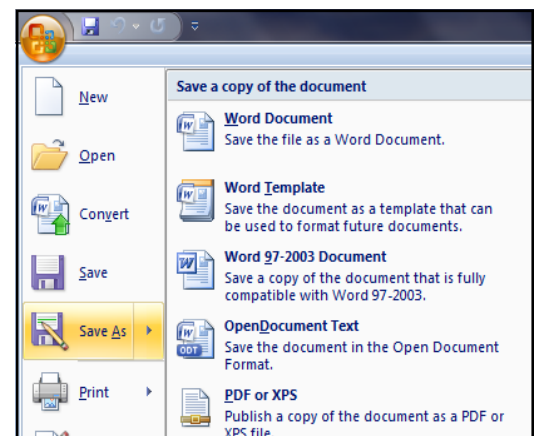 New
Open
Convert
Save
Save As
Print
Save a copy of the document
Word Document
Save the file as a Word Document.
Word Template
Save the document as a template that can
be used to format future documents.
Word 97-2003 Document
Save a copy of the document that is fully
compatible with Word 97-2003.
OpenDocument Text
Save the document in the Open Document
Format.
ODT
PDF or XPS
Publish a copy of the document as a PDF or
XPS file.